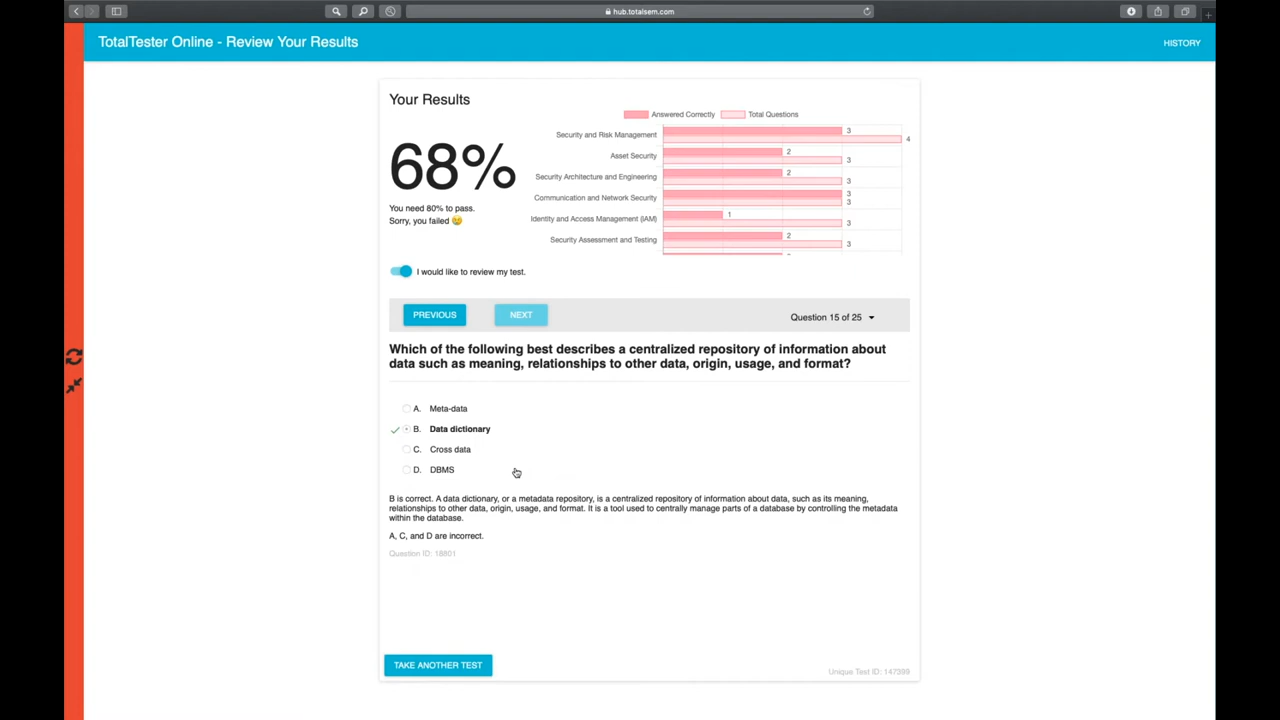 hub.totalsem.com
TotalTester Online - Review Your Results
HISTORY
Your Results
Answered Correctly
Total Questions
68%
You need 80% to pass.
Sorry, you failed
Security and Risk Management
3
4
Asset Security
2
3
Security Architecture and Engineering
2
3
Communication and Network Security
3
3
Identity and Access Management (IAM)
1
3
Security Assessment and Testing
2
3
I would like to review my test.
PREVIOUS
NEXT
Question 15 of 25
Which of the following best describes a centralized repository of information about
data such as meaning, relationships to other data, origin, usage, and format?
A. Meta-data
B. Data dictionary
C. Cross data
D. DBMS
B is correct. A data dictionary, or a metadata repository, is a centralized repository of information about data, such as its meaning,
relationships to other data, origin, usage, and format. It is a tool used to centrally manage parts of a database by controlling the metadata
within the database.
A, C, and D are incorrect.
Question ID: 18801
TAKE ANOTHER TEST
Unique Test ID: 147399